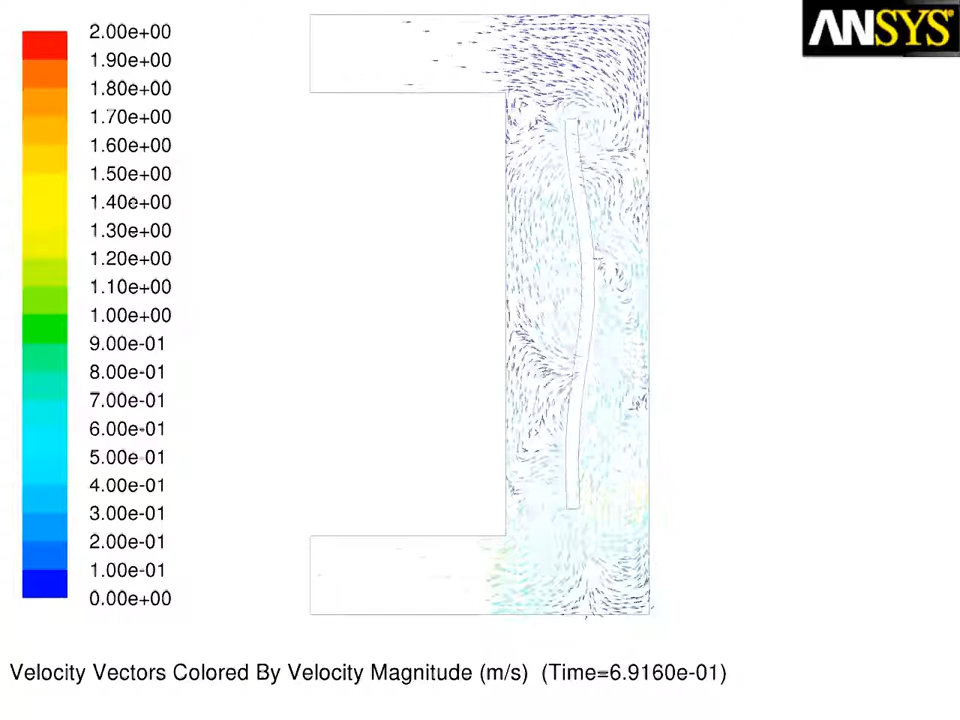 ANSYS®
2.00e+00
1.90e+00
1.80e+00
1.70e+00
1.60e+00
1.50e+00
1.40e+00
1.30e+00
1.20e+00
1.10e+00
1.00e+00
9.00e-01
8.00e-01
7.00e-01
6.00e-01
5.00e-01
4.00e-01
3.00e-01
2.00e-01
1.00e-01
0.00e+00
Velocity Vectors Colored By Velocity Magnitude (m/s) (Time=6.9160e-01)